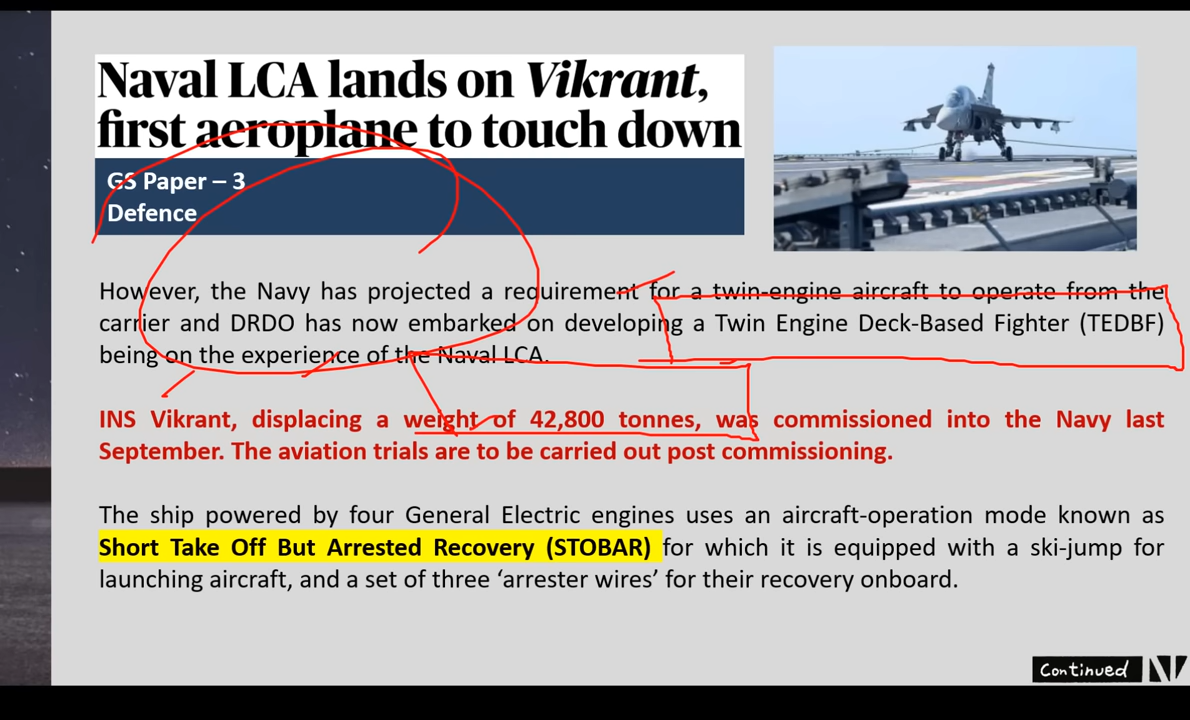 Naval LCA lands on Vikrant,
first aeroplane to touch down
GS Paper – 3
Defence
However, the Navy has projected a requirement for a twin-engine aircraft to operate from the
carrier and DRDO has now embarked on developing a Twin Engine Deck-Based Fighter (TEDBF)
being on the experience of the Naval LCA.
INS Vikrant, displacing a weight of 42,800 tonnes, was commissioned into the Navy last
September. The aviation trials are to be carried out post commissioning.
The ship powered by four General Electric engines uses an aircraft-operation mode known as
Short Take Off But Arrested Recovery (STOBAR) for which it is equipped with a ski-jump for
launching aircraft, and a set of three ‘arrester wires’ for their recovery onboard.
Continued